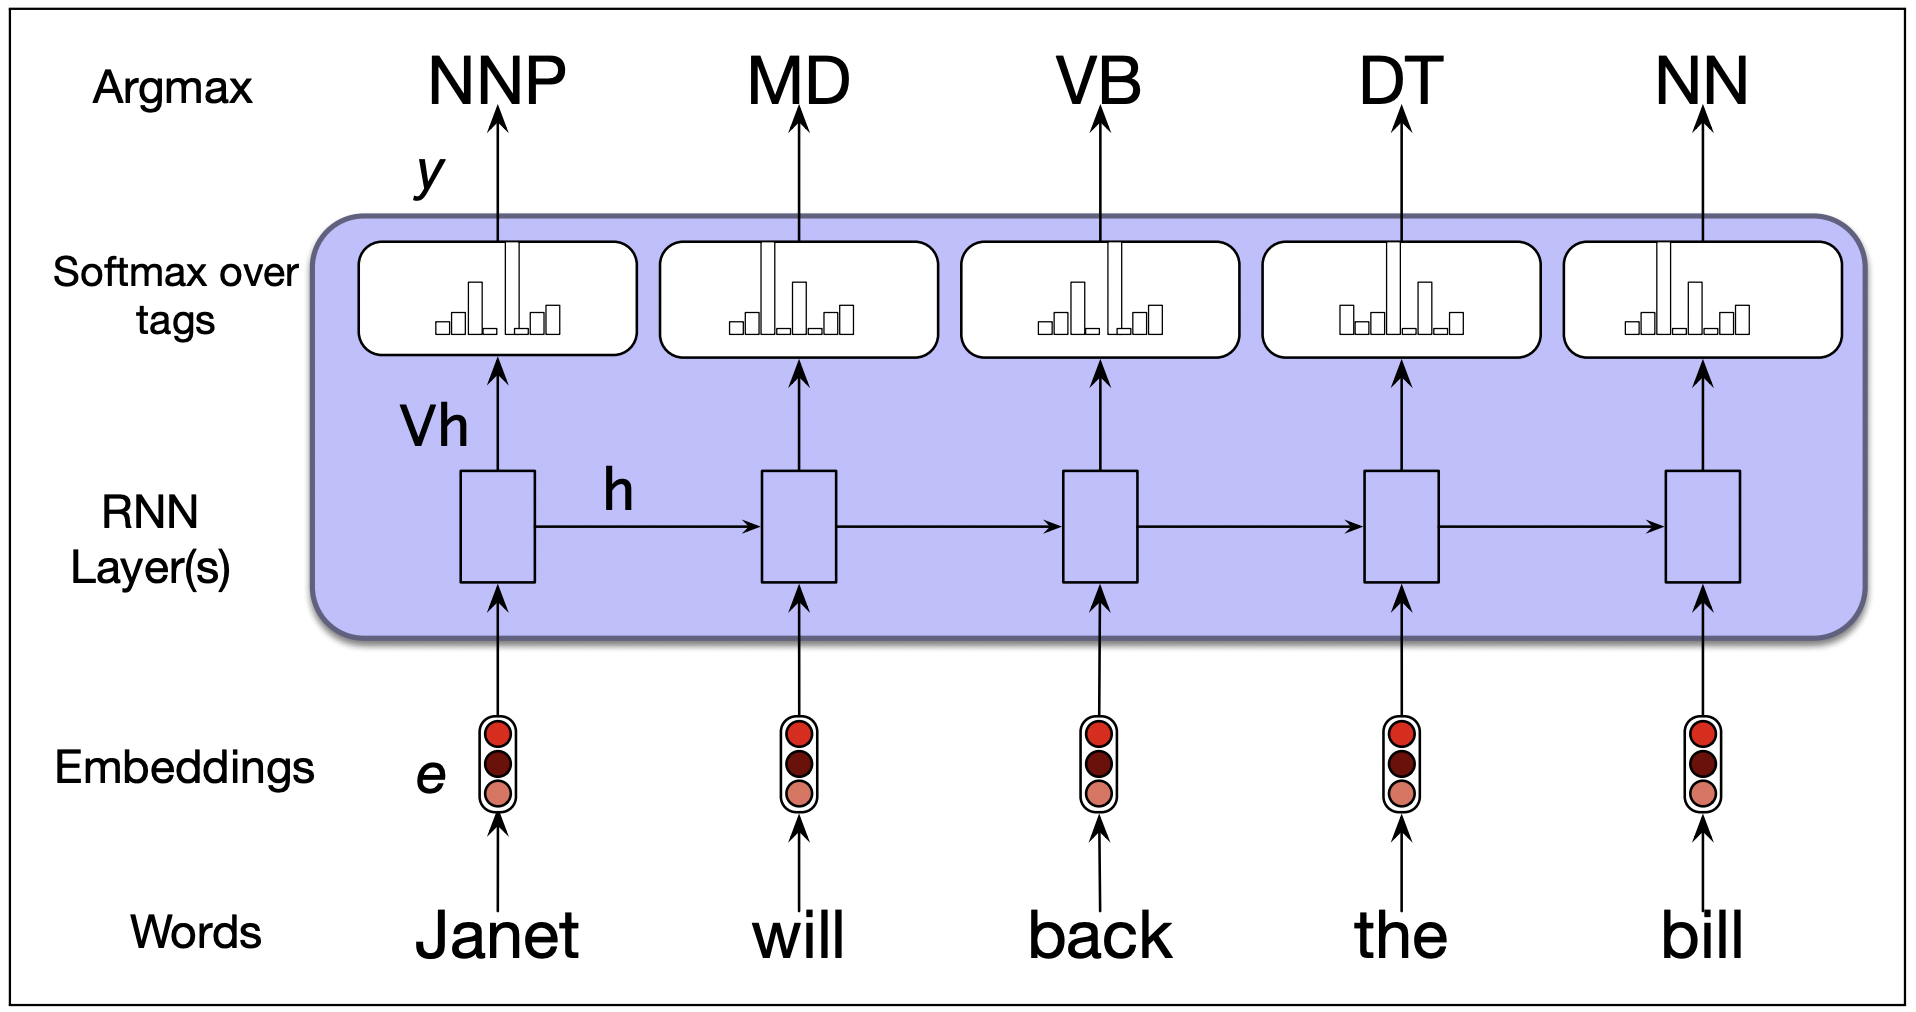 Argmax NNP MD VB DT NN
y
Softmax over
tags
Vh
h
RNN
Layer(s)
Embeddings e
Words Janet will back the bill